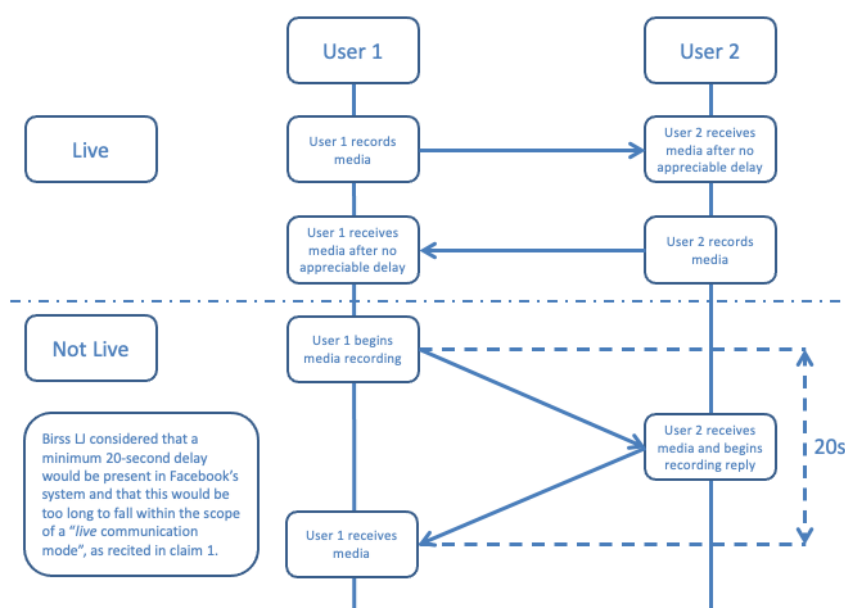 User 1
User 2
Live
User 1 records
media
User 2 receives
media after no
appreciable delay
User 1 receives
media after no
appreciable delay
User 2 records
media
Not Live
User 1 begins
media recording
Birss LJ considered that a
minimum 20-second delay
would be present in Facebook's
system and that this would be
too long to fall within the scope
of a “live communication
mode”, as recited in claim 1.
User 2 receives
media and begins
recording reply
20s
User 1 receives
media